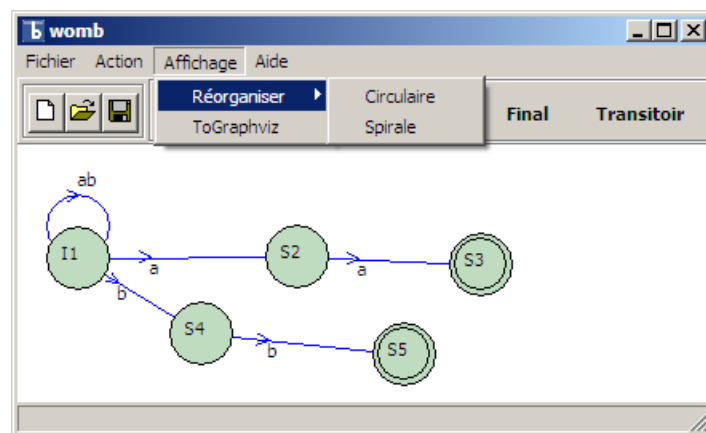 womb
Fichier Action Affichage Aide
Réorganiser Circulaire
ToGraphviz Spirale
Final Transitoir
ab
I1 a S2 a S3
b
S4 b S5